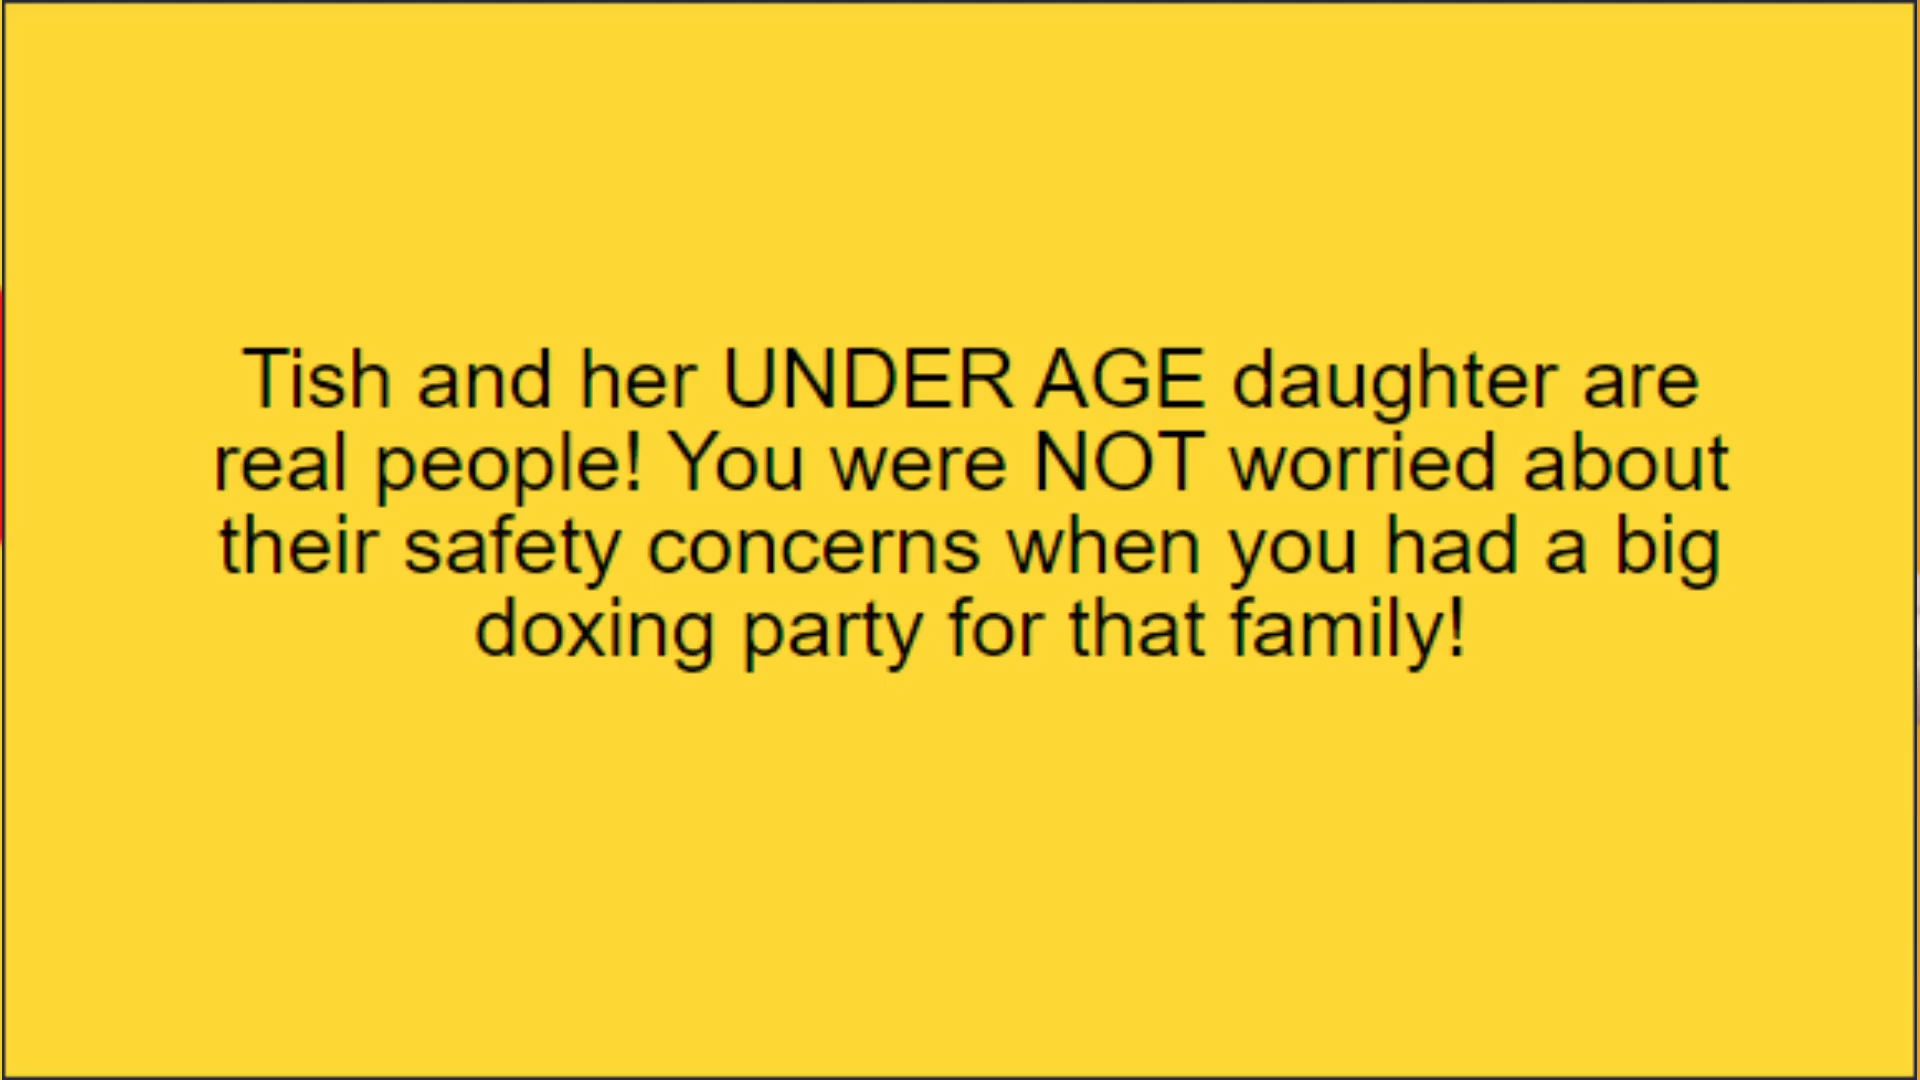 Tish and her UNDER AGE daughter are
real people! You were NOT worried about
their safety concerns when you had a big
doxing party for that family!